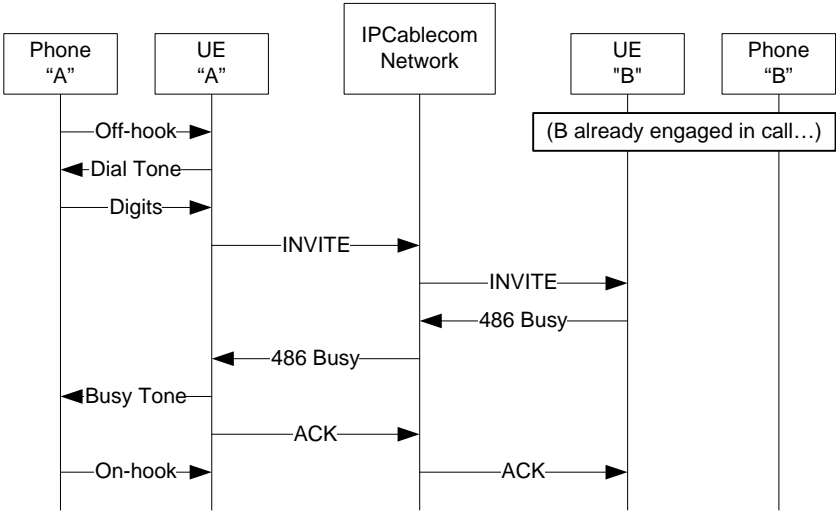 Phone
“A”
UE
“A”
IPCablecom
Network
UE
"B"
Phone
“B”
(B already engaged in call…)
Off-hook
Dial Tone
Digits
INVITE
INVITE
486 Busy
486 Busy
Busy Tone
ACK
On-hook
ACK